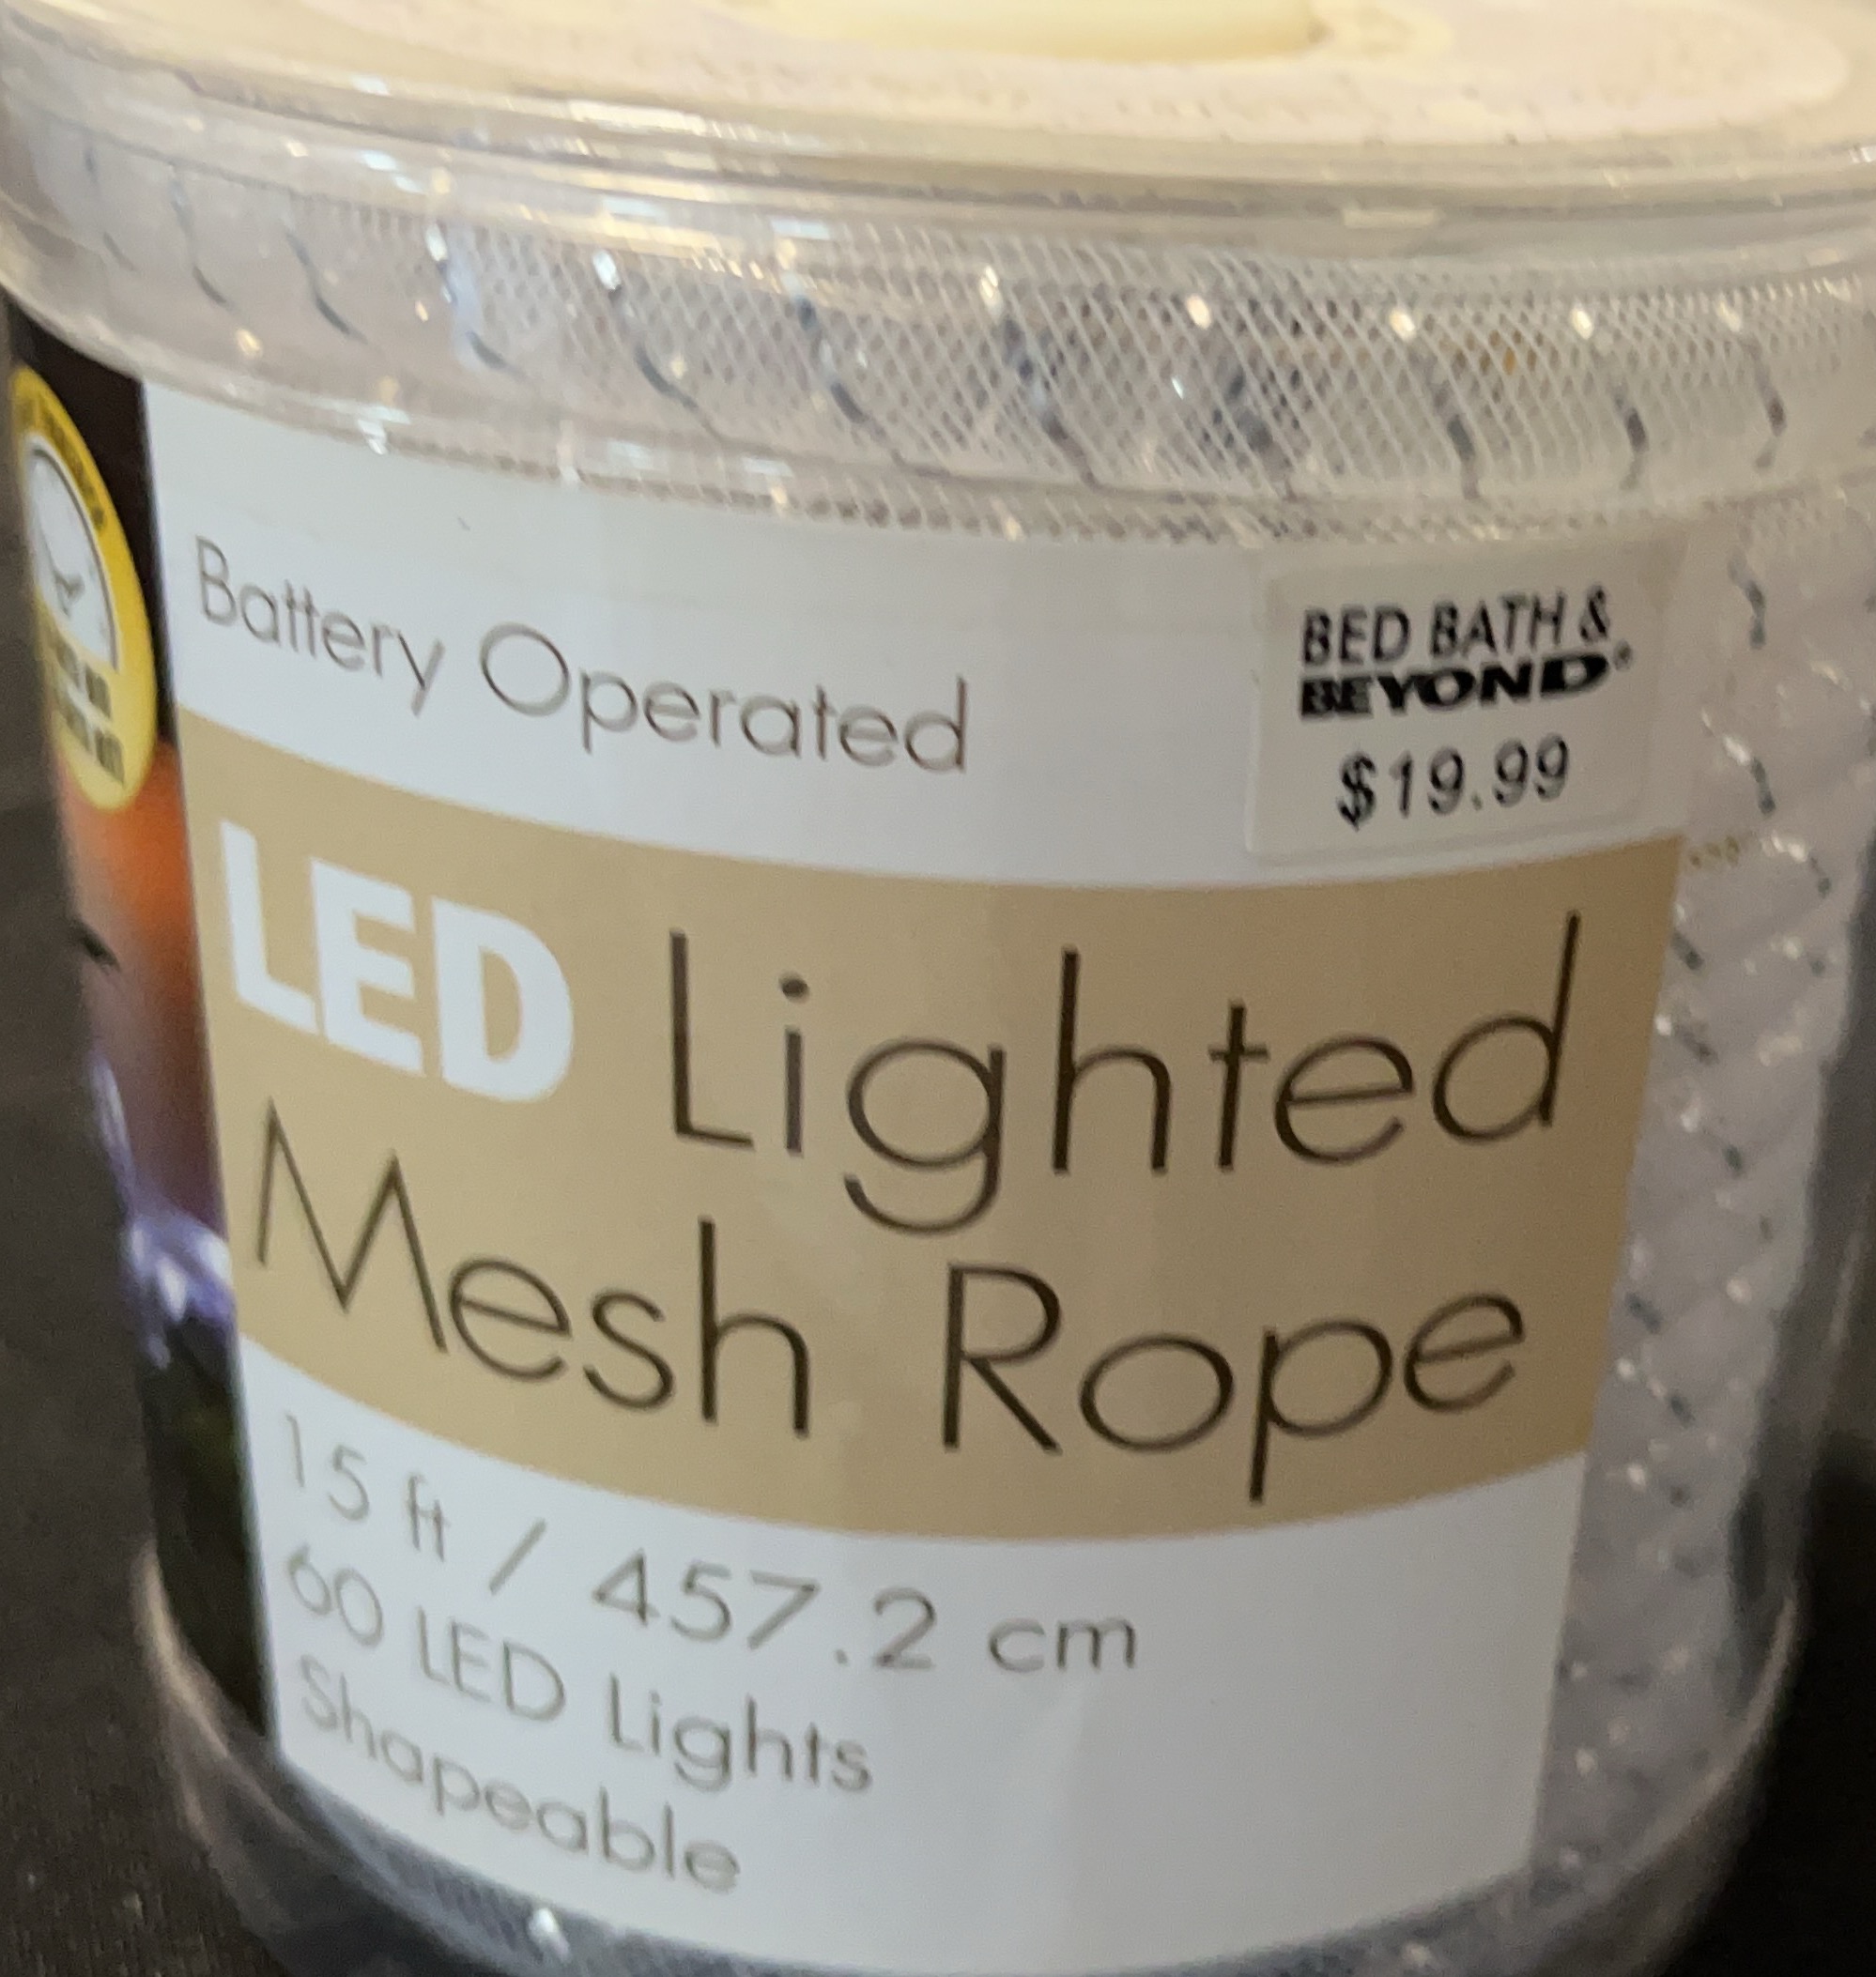 Battery Operated
BED BATH &
BEYOND®
$19.99
LED Lighted
Mesh Rope
15 ft / 457.2 cm
60 LED Lights
Shapeable